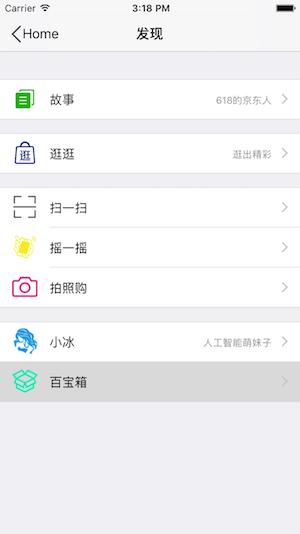 Carrier 3:18 PM
Home 发现
故事 618的京东人
逛
逛逛 逛出精彩
扫一扫
摇一摇
拍照购
小冰 人工智能萌妹子
百宝箱